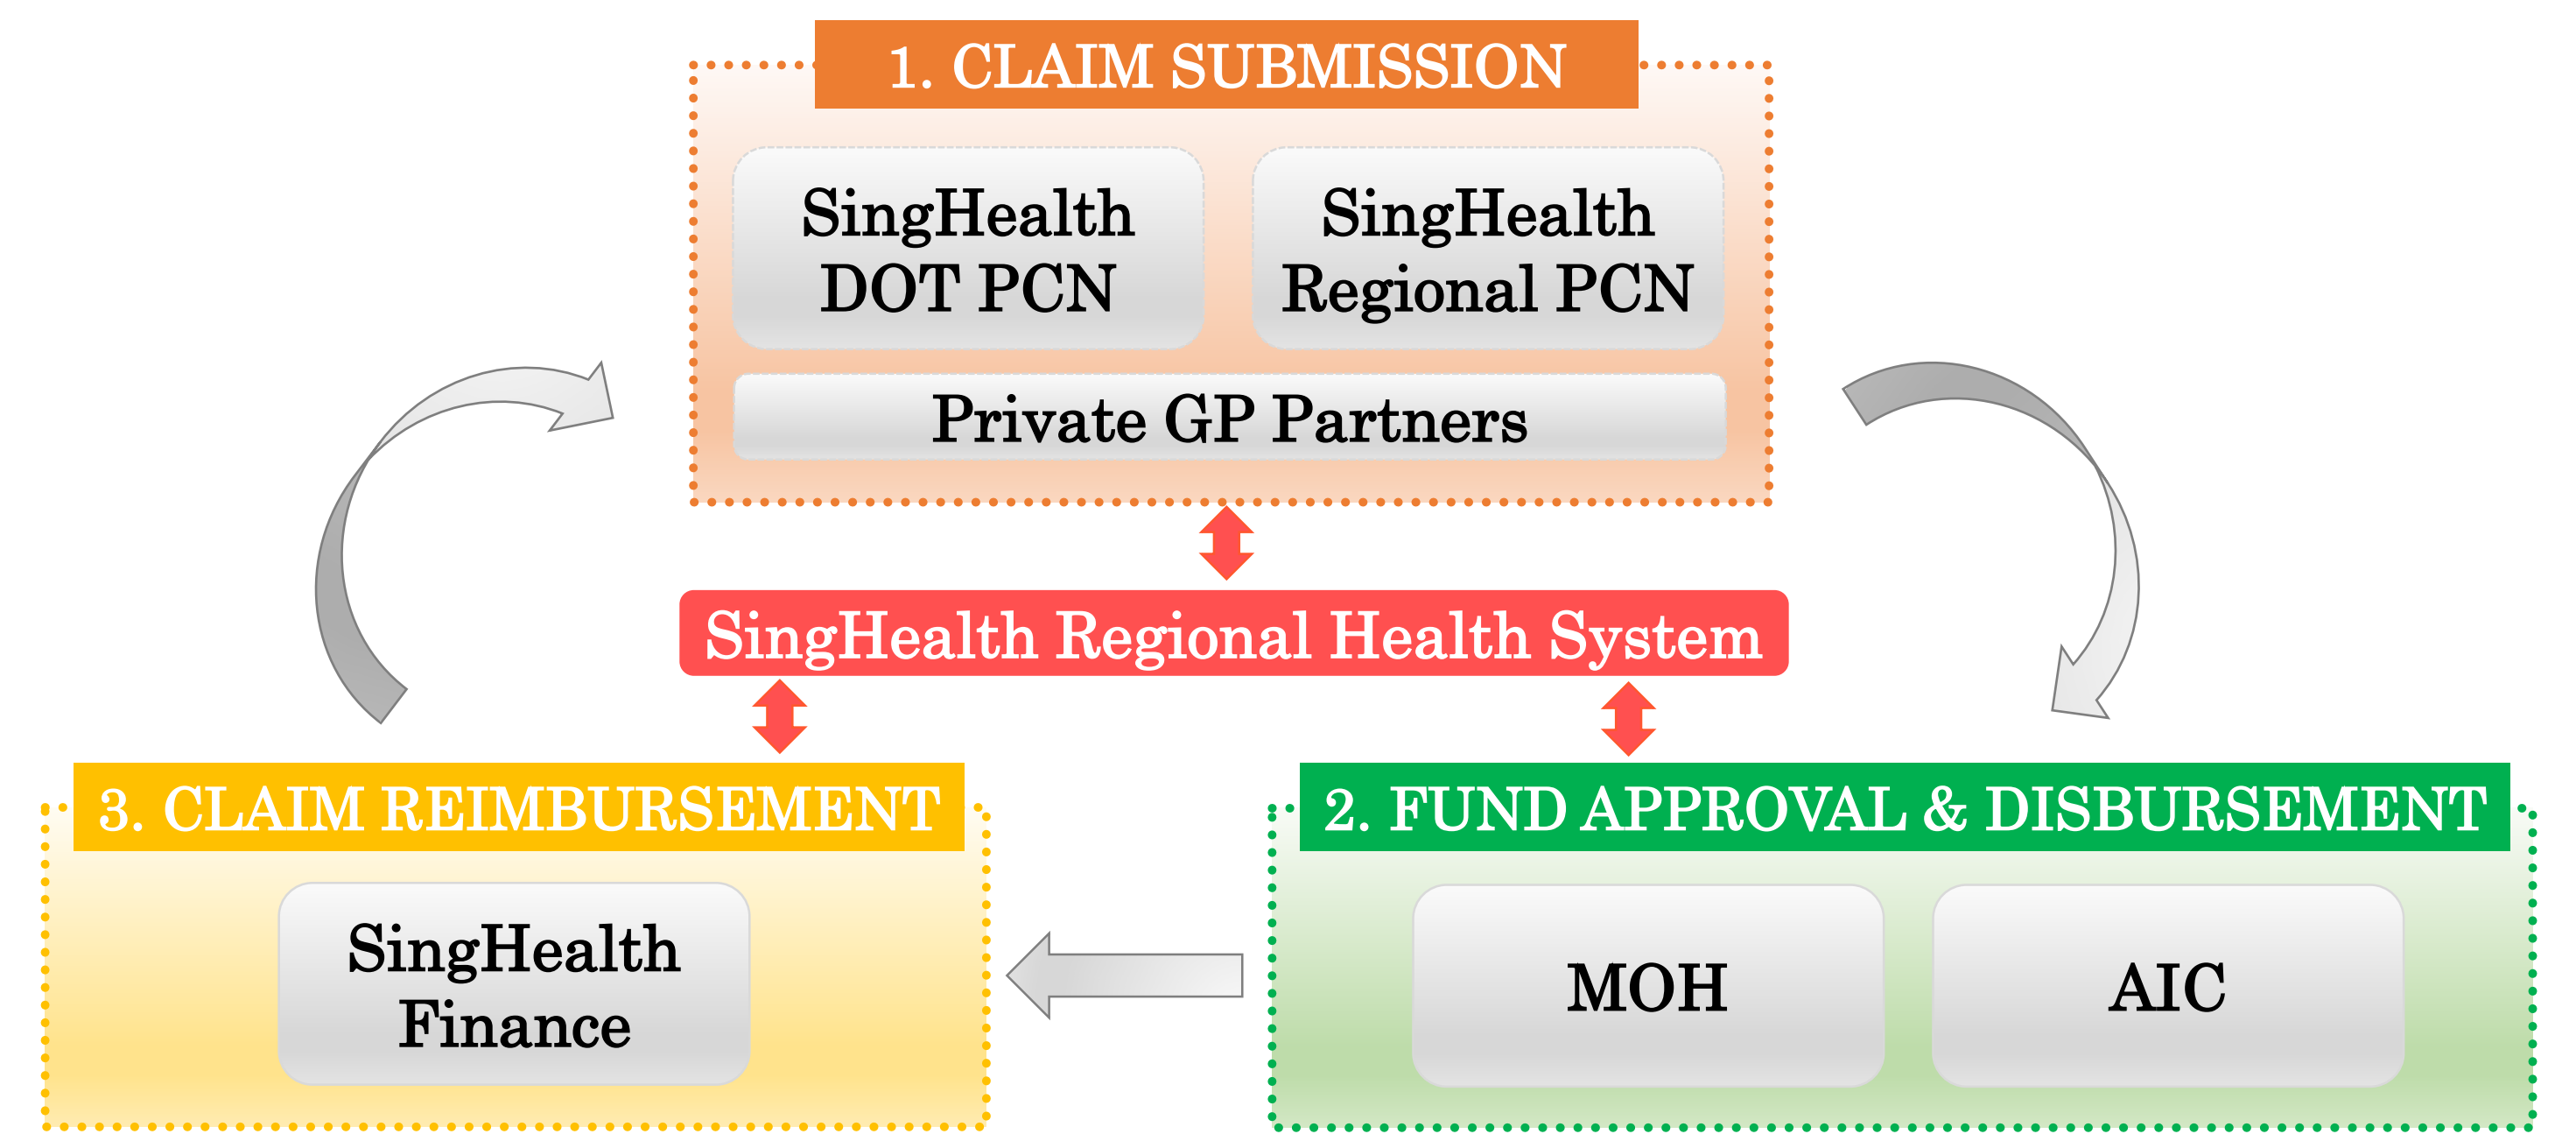 1. CLAIM SUBMISSION
SingHealth
DOT PCN
SingHealth
Regional PCN
Private GP Partners
SingHealth Regional Health System
3. CLAIM REIMBURSEMENT
SingHealth
Finance
2. FUND APPROVAL & DISBURSEMENT
MOH
AIC